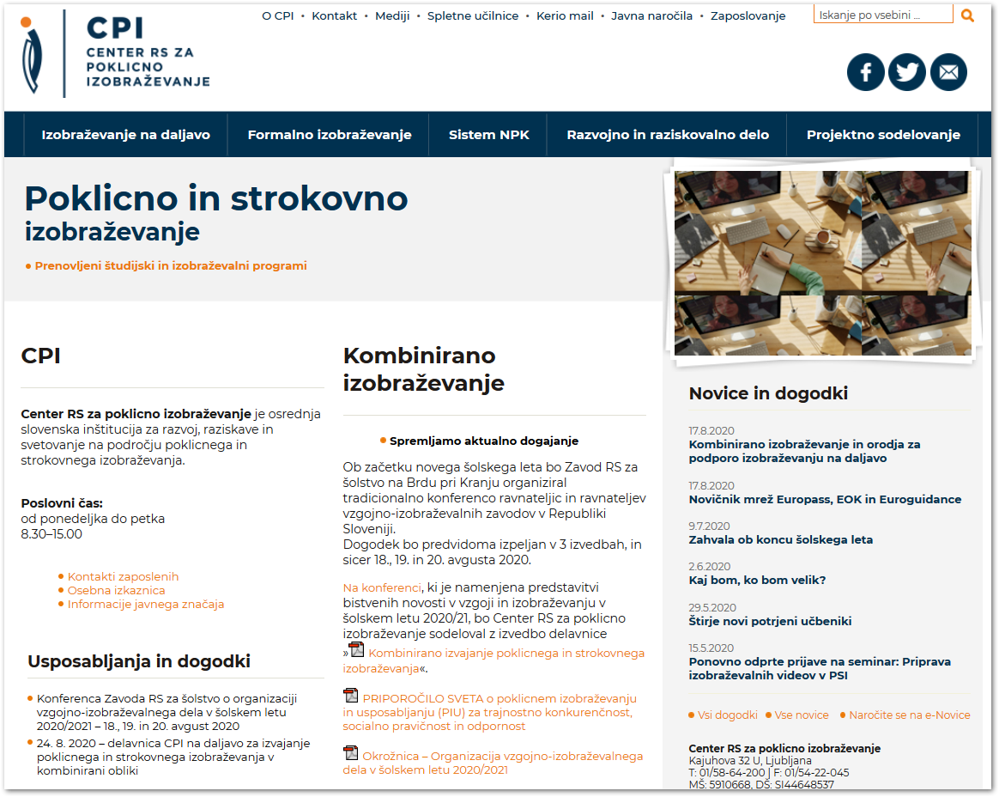 CPI
CENTER RS ZA
POKLICNO
IZOBRAŽEVANJE
O CPI • Kontakt • Mediji • Spletne učilnice • Kerio mail • Javna naročila • Zaposlovanje
Iskanje po vsebini ...
Izobraževanje na daljavo
Formalno izobraževanje
Sistem NPK
Razvojno in raziskovalno delo
Projektno sodelovanje
Poklicno in strokovno
izobraževanje
• Prenovljeni študijski in izobraževalni programi
CPI
Center RS za poklicno izobraževanje je osrednja
slovenska inštitucija za razvoj, raziskave in
svetovanje na področju poklicnega in
strokovnega izobraževanja.
Poslovni čas:
od ponedeljka do petka
8.30–15.00
• Kontakti zaposlenih
• Osebna izkaznica
• Informacije javnega značaja
Usposabljanja in dogodki
• Konferenca Zavoda RS za šolstvo o organizaciji
vzgojno-izobraževalnega dela v šolskem letu
2020/2021 – 18., 19. in 20. avgust 2020
• 24. 8. 2020 – delavnica CPI na daljavo za izvajanje
poklicnega in strokovnega izobraževanja v
kombinirani obliki
Kombinirano
izobraževanje
• Spremljamo aktualno dogajanje
Ob začetku novega šolskega leta bo Zavod RS za
šolstvo na Brdu pri Kranju organiziral
tradicionalno konferenco ravnateljic in ravnateljev
vzgojno-izobraževalnih zavodov v Republiki
Sloveniji.
Dogodek bo predvidoma izpeljan v 3 izvedbah, in
sicer 18., 19. in 20. avgusta 2020.
Na konferenci, ki je namenjena predstavitvi
bistvenih novosti v vzgoji in izobraževanju v
šolskem letu 2020/21, bo Center RS za poklicno
izobraževanje sodeloval z izvedbo delavnice
» Kombinirano izvajanje poklicnega in strokovnega
izobraževanja«.
PRIPOROČILO SVETA o poklicnem izobraževanju
in usposabljanju (PIU) za trajnostno konkurenčnost,
socialno pravičnost in odpornost
Okrožnica – Organizacija vzgojno-izobraževalnega
dela v šolskem letu 2020/2021
Novice in dogodki
17.8.2020
Kombinirano izobraževanje in orodja za
podporo izobraževanju na daljavo
17.8.2020
Novičnik mrež Europass, EOK in Euroguidance
9.7.2020
Zahvala ob koncu šolskega leta
2.6.2020
Kaj bom, ko bom velik?
29.5.2020
Štirje novi potrjeni učbeniki
15.5.2020
Ponovno odprte prijave na seminar: Priprava
izobraževalnih videov v PSI
• Vsi dogodki • Vse novice • Naročite se na e-Novice
Center RS za poklicno izobraževanje
Kajuhova 32 U, Ljubljana
T: 01/58-64-200 | F: 01/54-22-045
MŠ: 5910668, DŠ: SI44648537